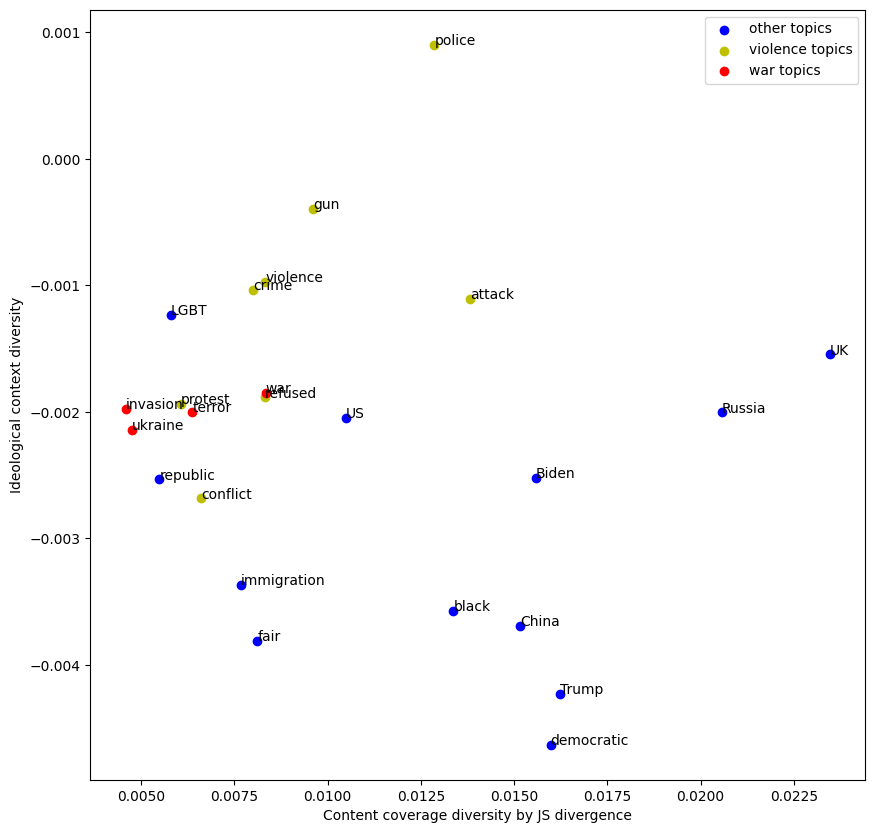 0.001
0.000
−0.001
−0.002
−0.003
−0.004
Ideological context diversity
other topics
violence topics
war topics
police
gun
violence
crime
attack
LGBT
UK
war
refused
protest
invasion
terror
Russia
US
ukraine
Biden
republic
conflict
immigration
black
China
fair
Trump
democratic
0.0050
0.0075
0.0100
0.0125
0.0150
0.0175
0.0200
0.0225
Content coverage diversity by JS divergence